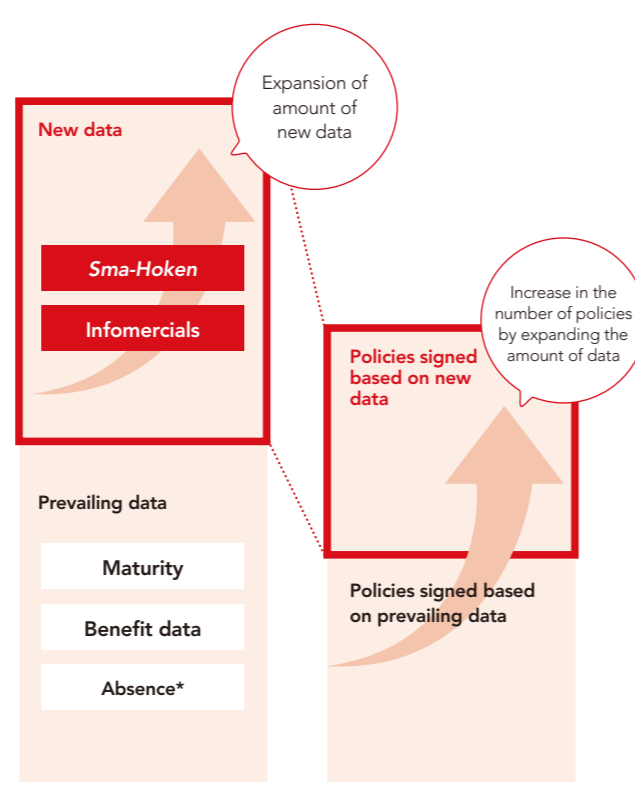 Expansion of
amount of
new data
New data
Sma-Hoken
Infomercials
Increase in the
number of policies
by expanding the
amount of data
Policies signed
based on new
data
Prevailing data
Maturity
Benefit data
Absence*
Policies signed based
on prevailing data